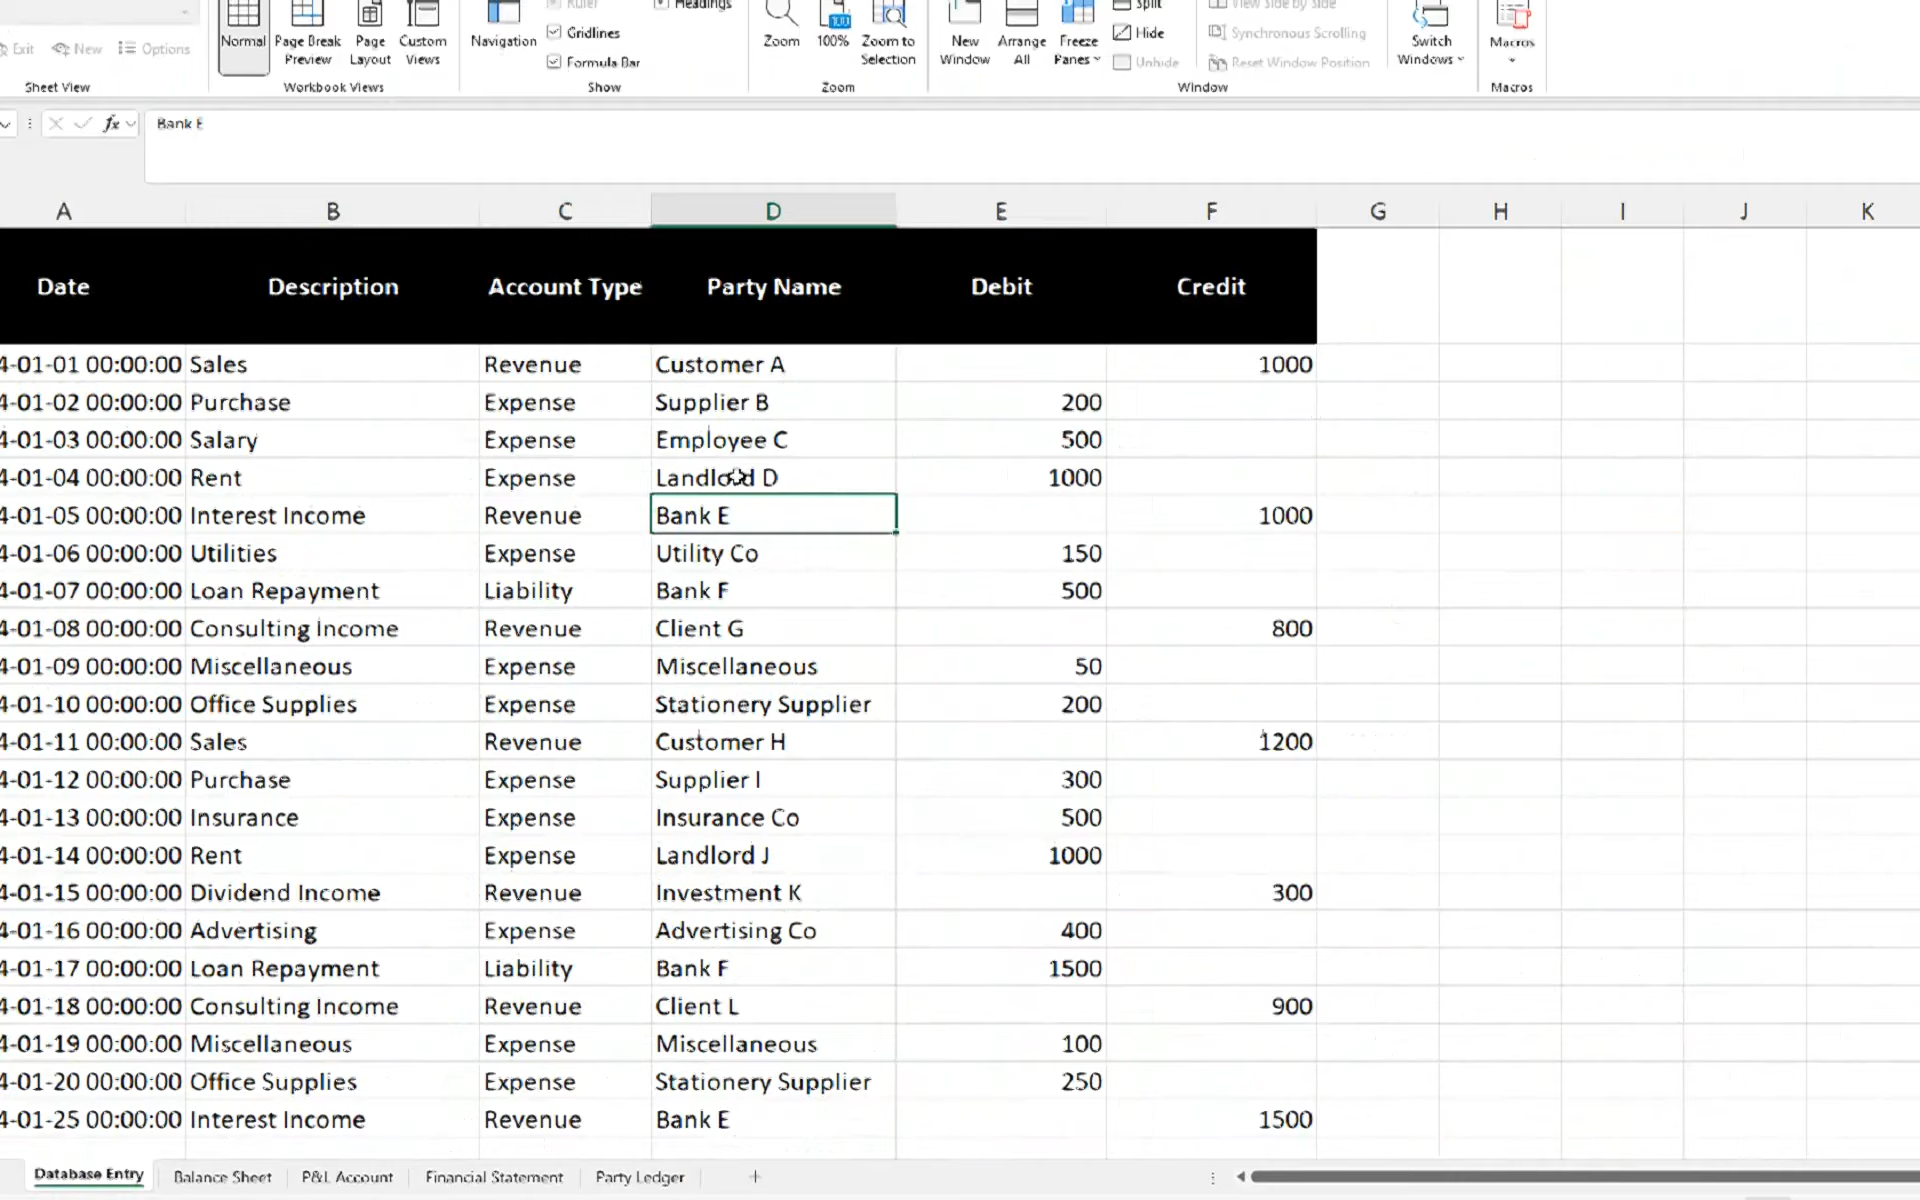 Ruler Headings Split View Side by Side
Exit New Options Normal Page Break Preview Page Layout Custom Views Navigation Gridlines Zoom 100% Zoom to Selection New Window Arrange All Freeze Panes Hide Synchronous Scrolling Switch Windows Macros
Formula Bar Unhide Reset Window Position
Sheet View Workbook Views Show Zoom Window Macros
fx Bank E
A B C D E F G H I J K
Date Description Account Type Party Name Debit Credit
4-01-01 00:00:00 Sales Revenue Customer A 1000
4-01-02 00:00:00 Purchase Expense Supplier B 200
4-01-03 00:00:00 Salary Expense Employee C 500
4-01-04 00:00:00 Rent Expense Landlord D 1000
4-01-05 00:00:00 Interest Income Revenue Bank E 1000
4-01-06 00:00:00 Utilities Expense Utility Co 150
4-01-07 00:00:00 Loan Repayment Liability Bank F 500
4-01-08 00:00:00 Consulting Income Revenue Client G 800
4-01-09 00:00:00 Miscellaneous Expense Miscellaneous 50
4-01-10 00:00:00 Office Supplies Expense Stationery Supplier 200
4-01-11 00:00:00 Sales Revenue Customer H 1200
4-01-12 00:00:00 Purchase Expense Supplier I 300
4-01-13 00:00:00 Insurance Expense Insurance Co 500
4-01-14 00:00:00 Rent Expense Landlord J 1000
4-01-15 00:00:00 Dividend Income Revenue Investment K 300
4-01-16 00:00:00 Advertising Expense Advertising Co 400
4-01-17 00:00:00 Loan Repayment Liability Bank F 1500
4-01-18 00:00:00 Consulting Income Revenue Client L 900
4-01-19 00:00:00 Miscellaneous Expense Miscellaneous 100
4-01-20 00:00:00 Office Supplies Expense Stationery Supplier 250
4-01-25 00:00:00 Interest Income Revenue Bank E 1500
Database Entry Balance Sheet P&L Account Financial Statement Party Ledger +